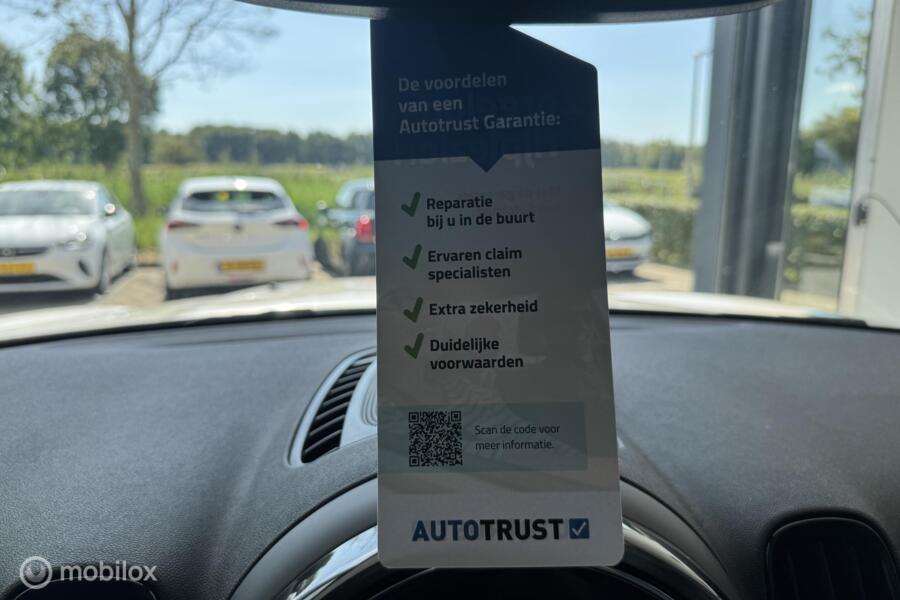 De voordelen
van een
Autotrust Garantie:
Reparatie
bij u in de buurt
Ervaren claim
specialisten
Extra zekerheid
Duidelijke
voorwaarden
Scan de code voor
meer informatie.
AUTOTRUST
mobilox